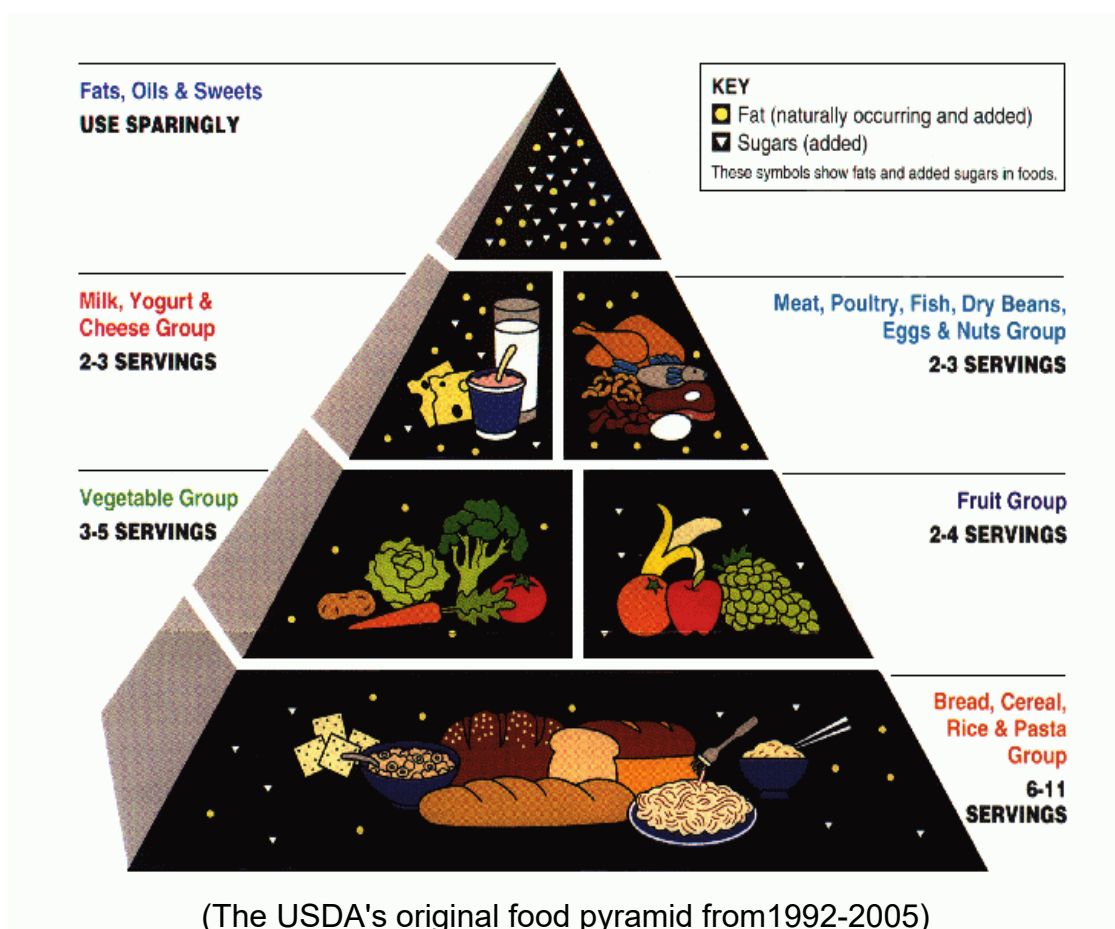 Fats, Oils & Sweets
USE SPARINGLY
KEY
Fat (naturally occurring and added)
Sugars (added)
These symbols show fats and added sugars in foods.
Milk, Yogurt &
Cheese Group
2-3 SERVINGS
Meat, Poultry, Fish, Dry Beans,
Eggs & Nuts Group
2-3 SERVINGS
Vegetable Group
3-5 SERVINGS
Fruit Group
2-4 SERVINGS
Bread, Cereal,
Rice & Pasta
Group
6-11
SERVINGS
(The USDA's original food pyramid from1992-2005)